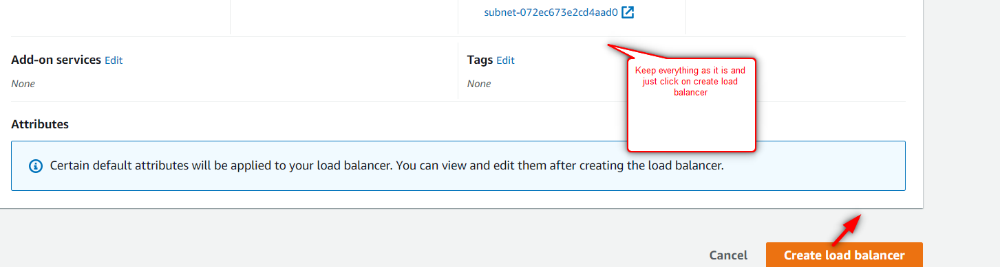 subnet-072ec673e2cd4aad0
Add-on services Edit
Tags Edit
None
None
Keep everything as it is and
just click on create load
balancer
Attributes
Certain default attributes will be applied to your load balancer. You can view and edit them after creating the load balancer.
Cancel
Create load balancer